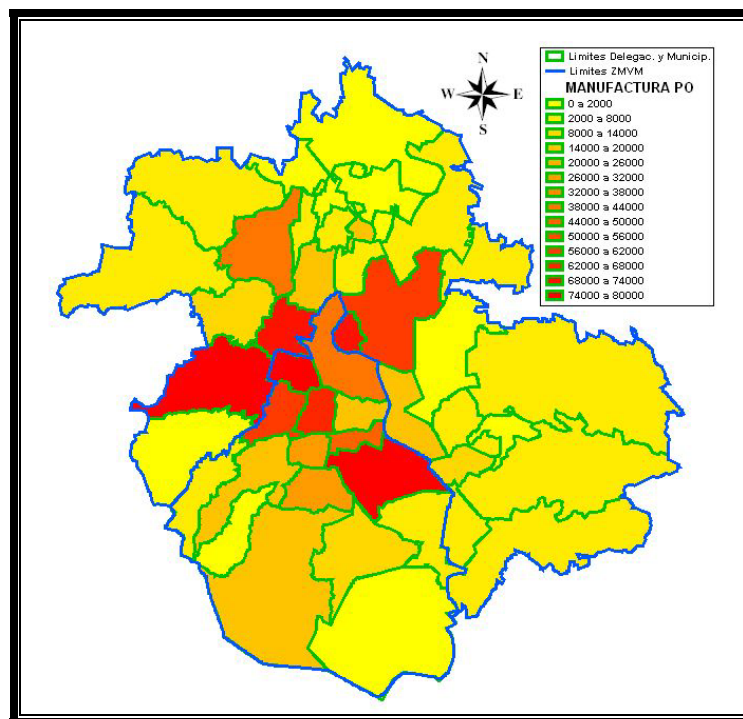 N
W E
S
Limites Delegac. y Municip.
Limites ZMVM
MANUFACTURA PO
0 a 2000
2000 a 8000
8000 a 14000
14000 a 20000
20000 a 26000
26000 a 32000
32000 a 38000
38000 a 44000
44000 a 50000
50000 a 56000
56000 a 62000
62000 a 68000
68000 a 74000
74000 a 80000